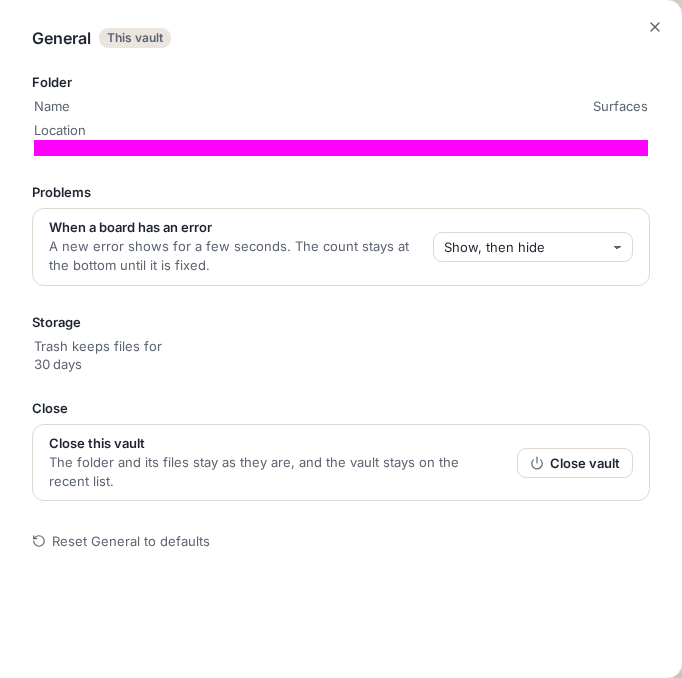 General
This vault
Folder
Name
Surfaces
Location
Problems
When a board has an error
A new error shows for a few seconds. The count stays at
the bottom until it is fixed.
Show, then hide
Storage
Trash keeps files for
30 days
Close
Close this vault
The folder and its files stay as they are, and the vault stays on the
recent list.
Close vault
Reset General to defaults